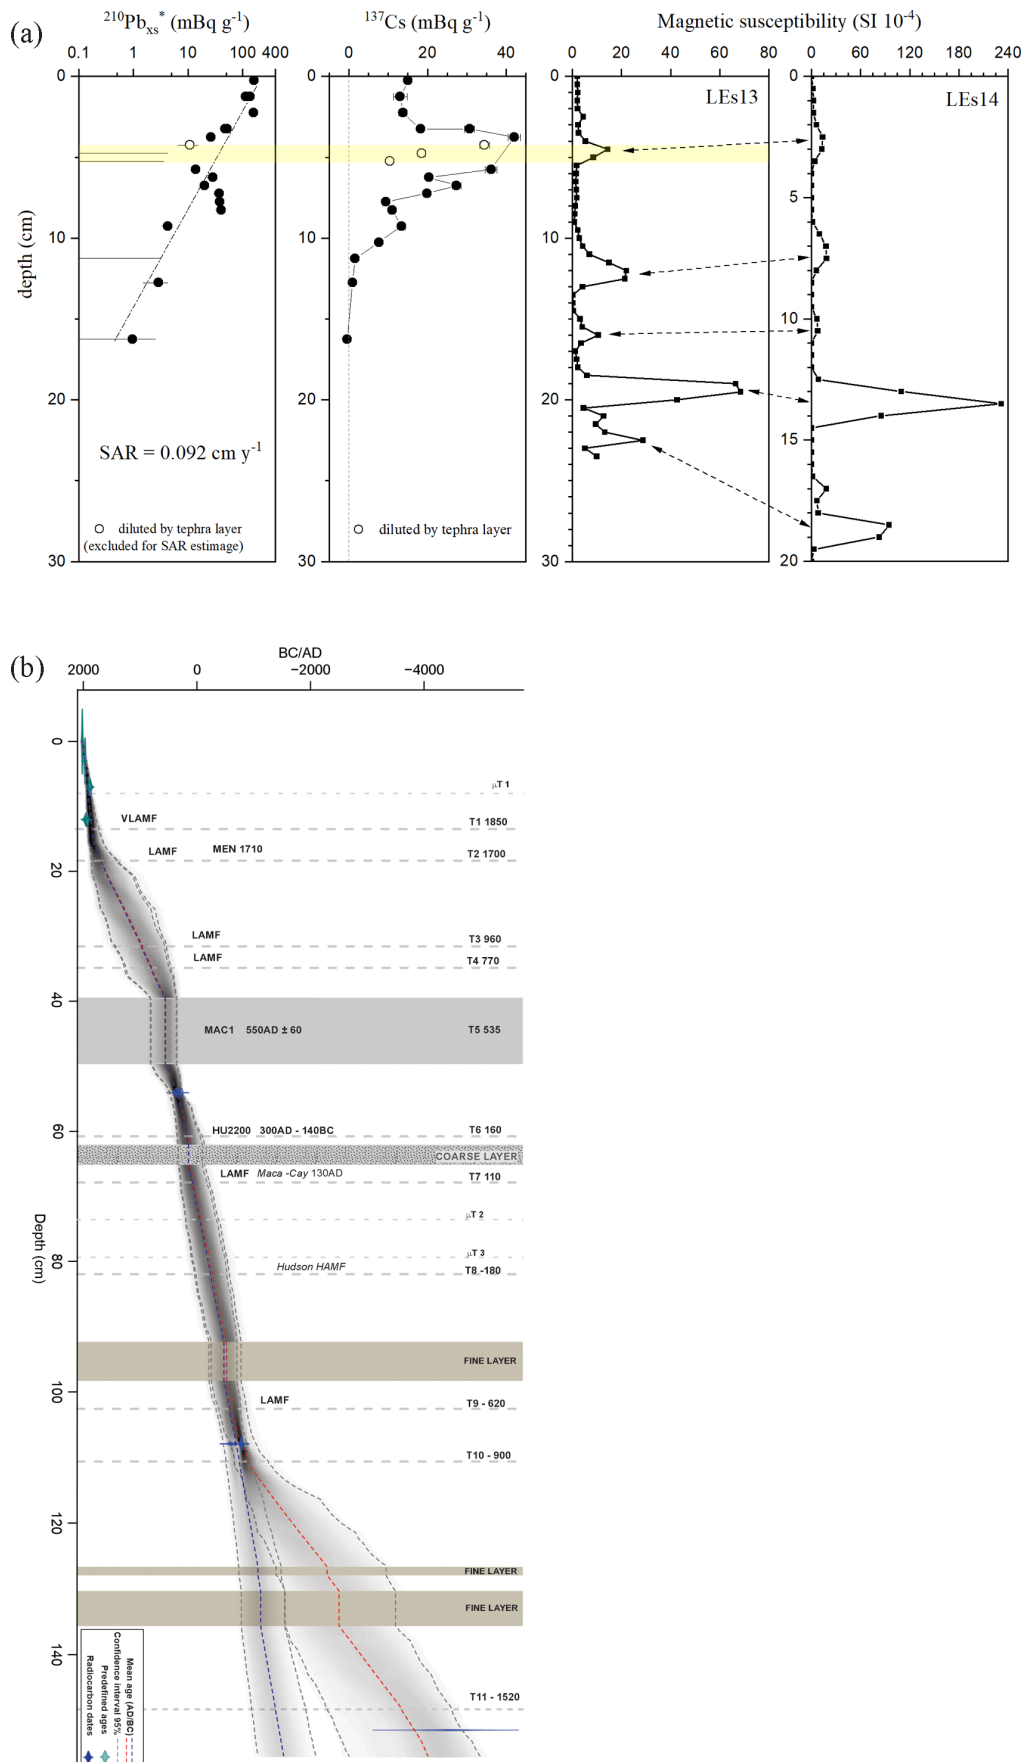 (a)
²¹⁰Pbxs* (mBq g⁻¹)
¹³⁷Cs (mBq g⁻¹)
Magnetic susceptibility (SI 10⁻⁴)
0.1 1 10 100 400
0 20 40
0 20 40 60 80
0 60 120 180 240
LEs13
LEs14
depth (cm)
0
10
20
30
0
10
20
30
0
10
20
30
0
5
10
15
20
SAR = 0.092 cm y⁻¹
diluted by tephra layer
(excluded for SAR estimage)
diluted by tephra layer
(b)
BC/AD
2000 0 −2000 −4000
Depth (cm)
0
20
40
60
80
100
120
140
µT 1
VLAMF
T1 1850
LAMF
MEN 1710
T2 1700
LAMF
T3 960
LAMF
T4 770
MAC1 550AD ± 60
T5 535
HU2200 300AD - 140BC
T6 160
COARSE LAYER
LAMF Maca -Cay 130AD
T7 110
µT 2
µT 3
Hudson HAMF
T8 -180
FINE LAYER
LAMF
T9 - 620
T10 - 900
FINE LAYER
FINE LAYER
T11 - 1520
Mean age (AD/BC)
Confidence interval 95%
Predefined ages
Radiocarbon dates